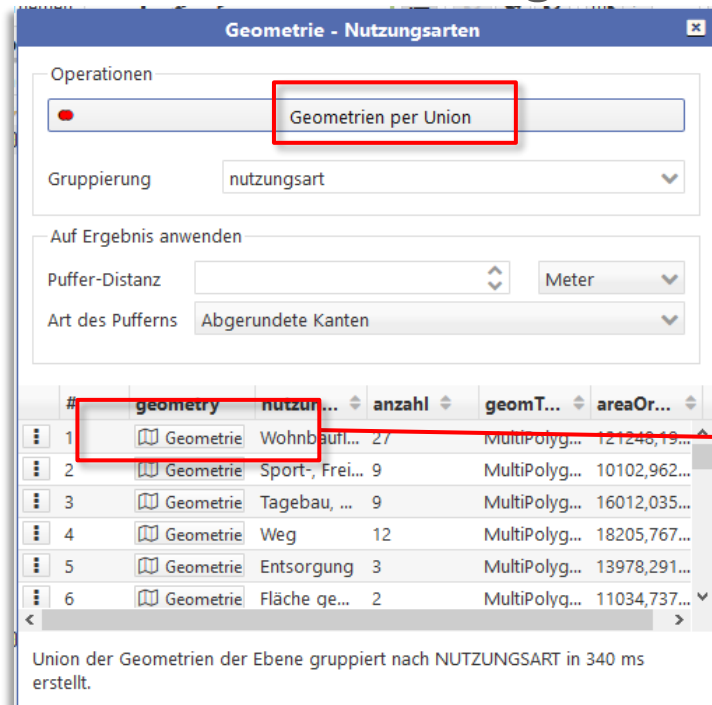 Geometrie - Nutzungsarten
Operationen
Geometrien per Union
Gruppierung nutzungsart
Auf Ergebnis anwenden
Puffer-Distanz Meter
Art des Pufferns Abgerundete Kanten
# geometry nutzun... anzahl geomT... areaOr...
1 Geometrie Wohnbaufl... 27 MultiPolyg... 121248,19...
2 Geometrie Sport-, Frei... 9 MultiPolyg... 10102,962...
3 Geometrie Tagebau, ... 9 MultiPolyg... 16012,035...
4 Geometrie Weg 12 MultiPolyg... 18205,767...
5 Geometrie Entsorgung 3 MultiPolyg... 13978,291...
6 Geometrie Fläche ge... 2 MultiPolyg... 11034,737...
Union der Geometrien der Ebene gruppiert nach NUTZUNGSART in 340 ms
erstellt.